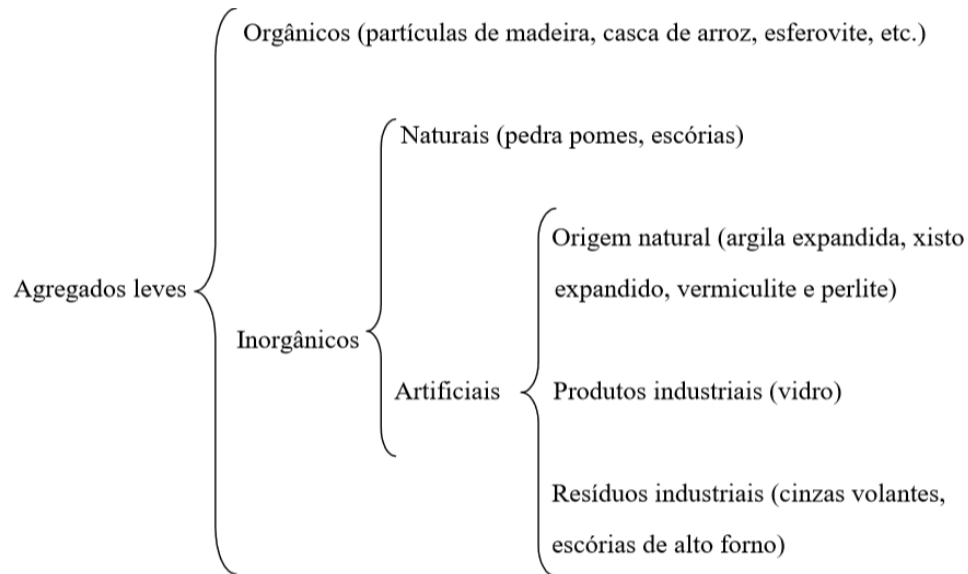 Orgânicos (partículas de madeira, casca de arroz, esferovite, etc.)
Naturais (pedra pomes, escórias)
Origem natural (argila expandida, xisto
expandido, vermiculite e perlite)
Agregados leves
Inorgânicos
Artificiais
Produtos industriais (vidro)
Resíduos industriais (cinzas volantes,
escórias de alto forno)